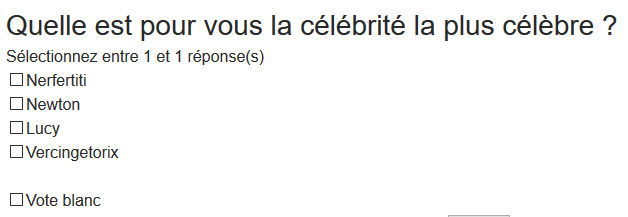 Quelle est pour vous la célébrité la plus célèbre ?
Sélectionnez entre 1 et 1 réponse(s)
Nerfertiti
Newton
Lucy
Vercingetorix
Vote blanc